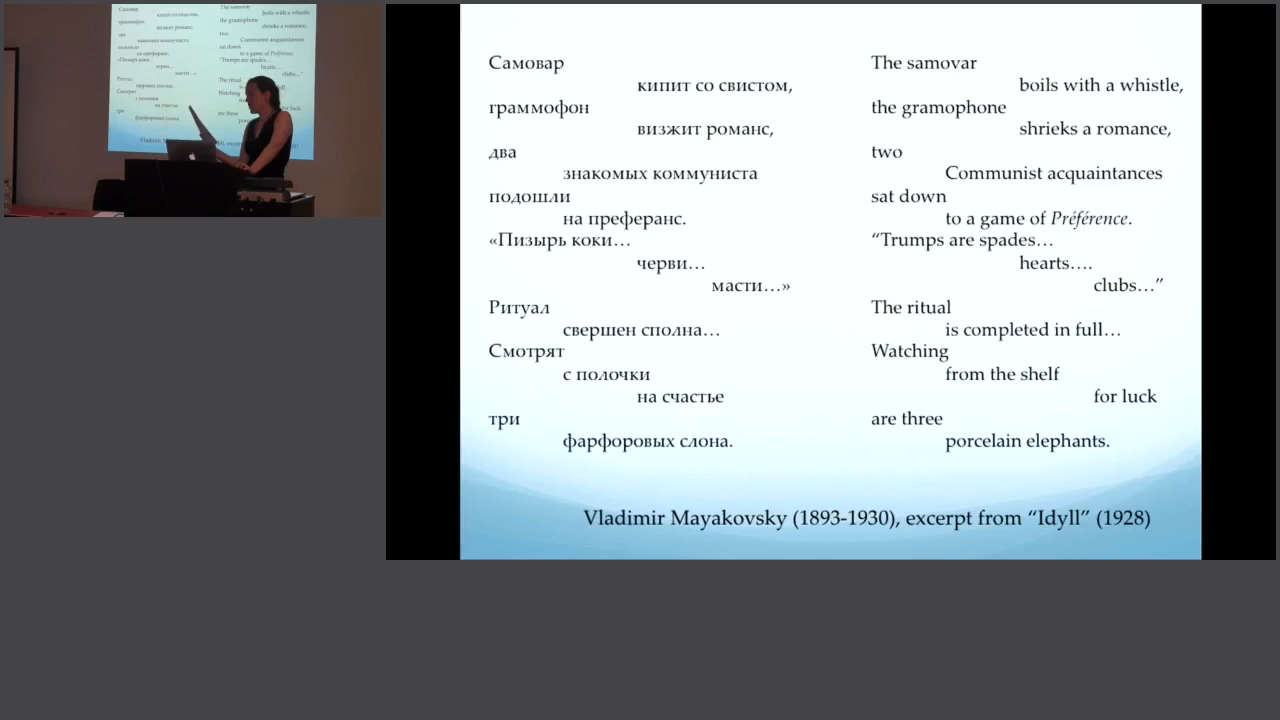 Самовар
кипит со свистом,
граммофон
визжит романс,
два
знакомых коммуниста
подошли
на преферанс.
«Пизырь коки…
черви…
масти…»
Ритуал
свершен сполна…
Смотрят
с полочки
на счастье
три
фарфоровых слона.
The samovar
boils with a whistle,
the gramophone
shrieks a romance,
two
Communist acquaintances
sat down
to a game of Préférence.
“Trumps are spades…
hearts….
clubs…”
The ritual
is completed in full…
Watching
from the shelf
for luck
are three
porcelain elephants.
Vladimir Mayakovsky (1893-1930), excerpt from “Idyll” (1928)